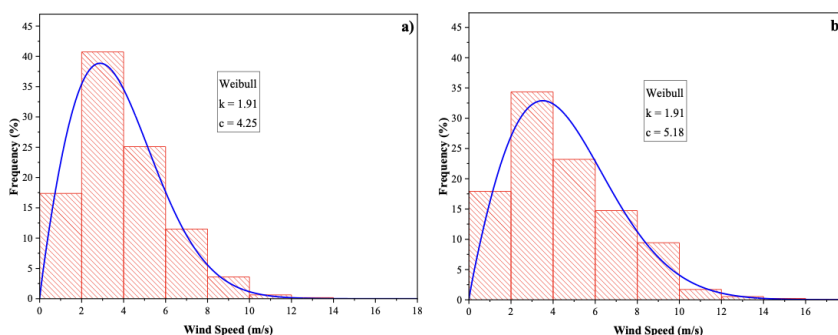 a)
45
40
35
30
25
20
15
10
5
0
Frequency (%)
Weibull
k = 1.91
c = 4.25
0 2 4 6 8 10 12 14 16 18
Wind Speed (m/s)
b
45
40
35
30
25
20
15
10
5
0
Frequency (%)
Weibull
k = 1.91
c = 5.18
0 2 4 6 8 10 12 14 16
Wind Speed (m/s)